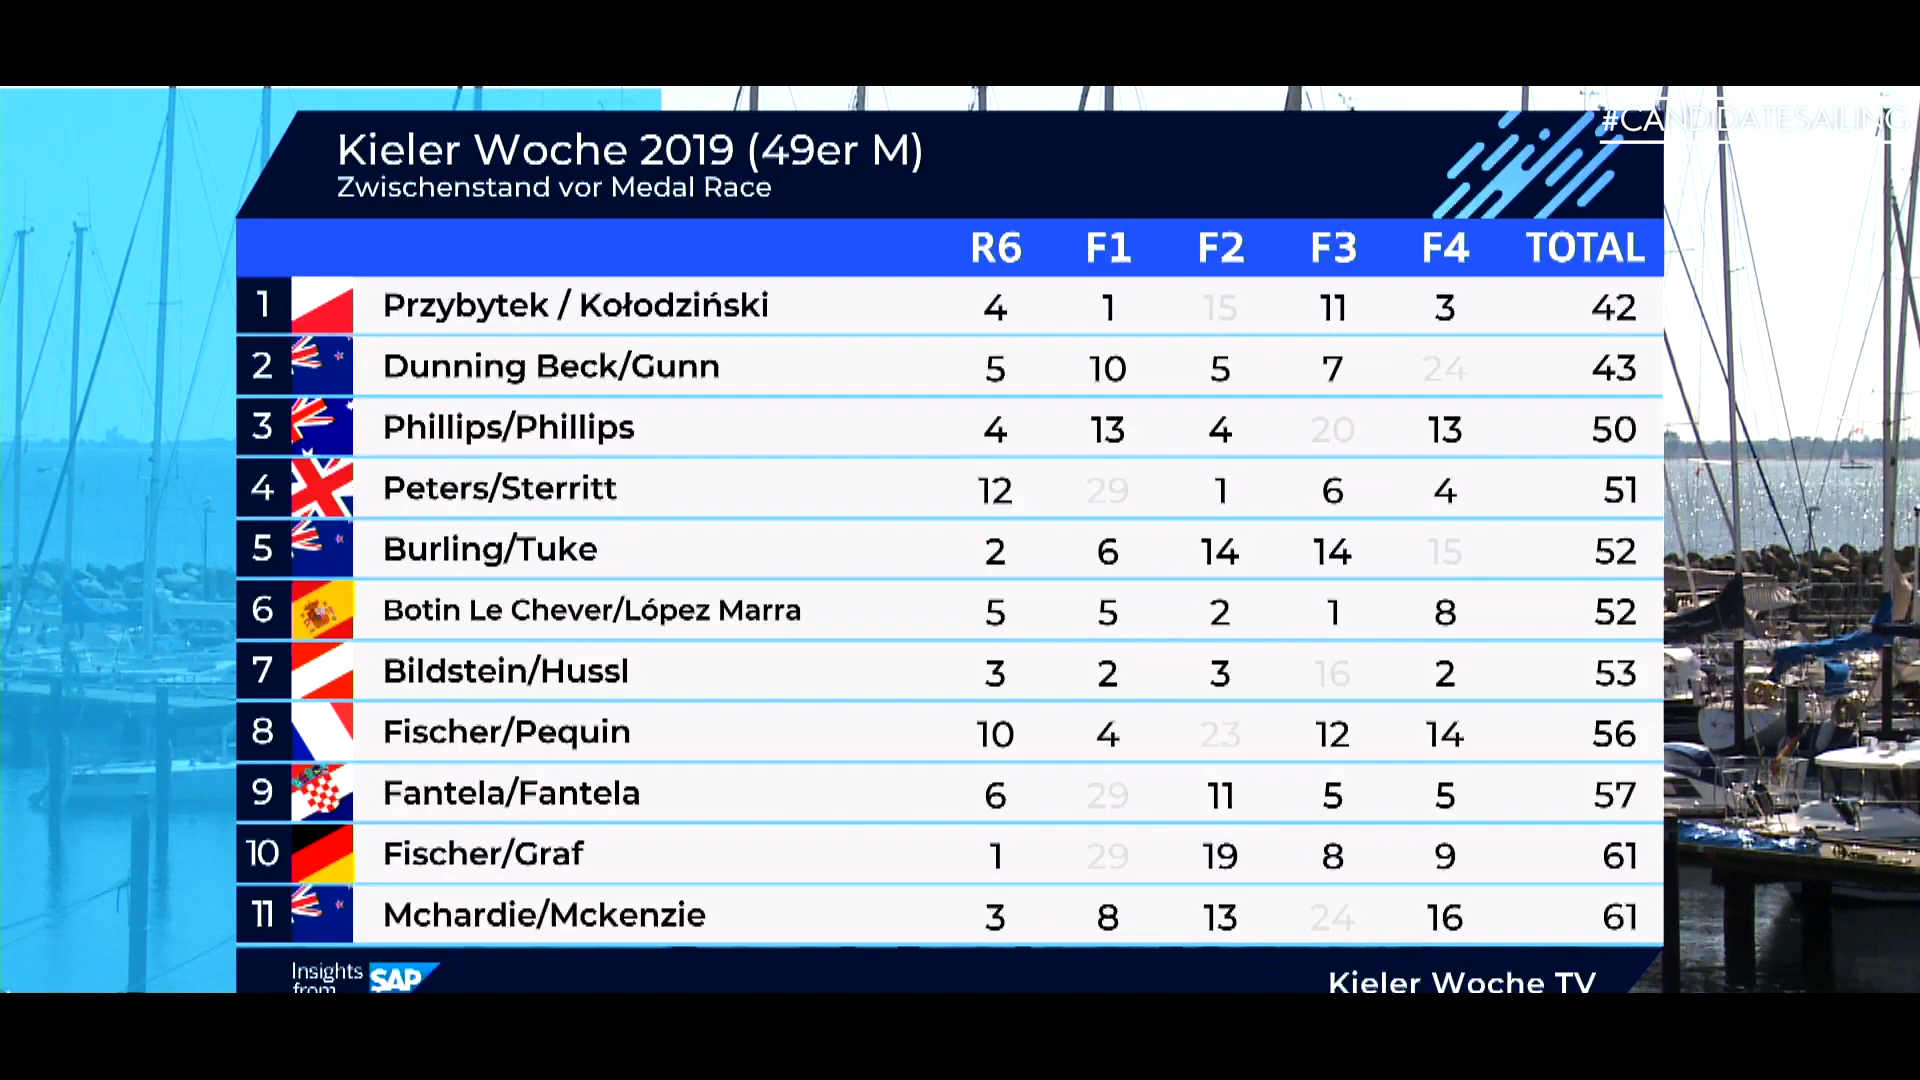 #CANDIDATESAILING
Kieler Woche 2019 (49er M)
Zwischenstand vor Medal Race
R6 F1 F2 F3 F4 TOTAL
1 Przybytek / Kołodziński 4 1 15 11 3 42
2 Dunning Beck/Gunn 5 10 5 7 24 43
3 Phillips/Phillips 4 13 4 20 13 50
4 Peters/Sterritt 12 29 1 6 4 51
5 Burling/Tuke 2 6 14 14 15 52
6 Botin Le Chever/López Marra 5 5 2 1 8 52
7 Bildstein/Hussl 3 2 3 16 2 53
8 Fischer/Pequin 10 4 23 12 14 56
9 Fantela/Fantela 6 29 11 5 5 57
10 Fischer/Graf 1 29 19 8 9 61
11 Mchardie/Mckenzie 3 8 13 24 16 61
Insights
from
SAP
Kieler Woche TV